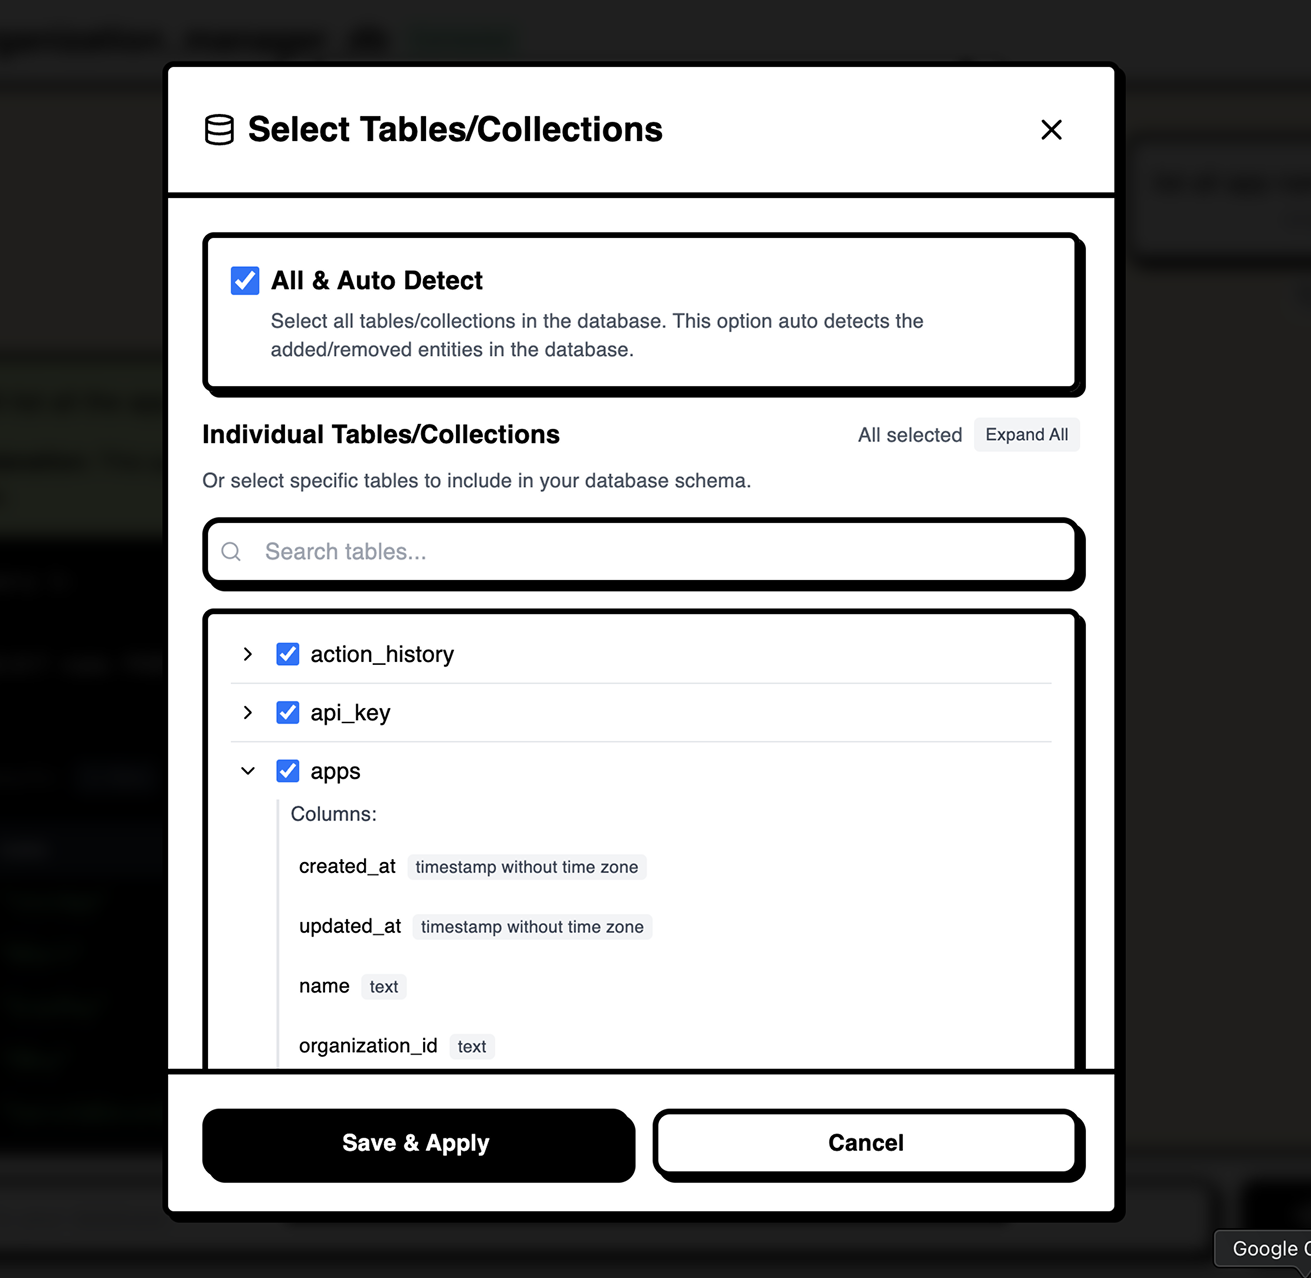 Select Tables/Collections
All & Auto Detect
Select all tables/collections in the database. This option auto detects the
added/removed entities in the database.
Individual Tables/Collections
All selected
Expand All
Or select specific tables to include in your database schema.
Search tables...
action_history
api_key
apps
Columns:
created_at timestamp without time zone
updated_at timestamp without time zone
name text
organization_id text
Save & Apply
Cancel
Google